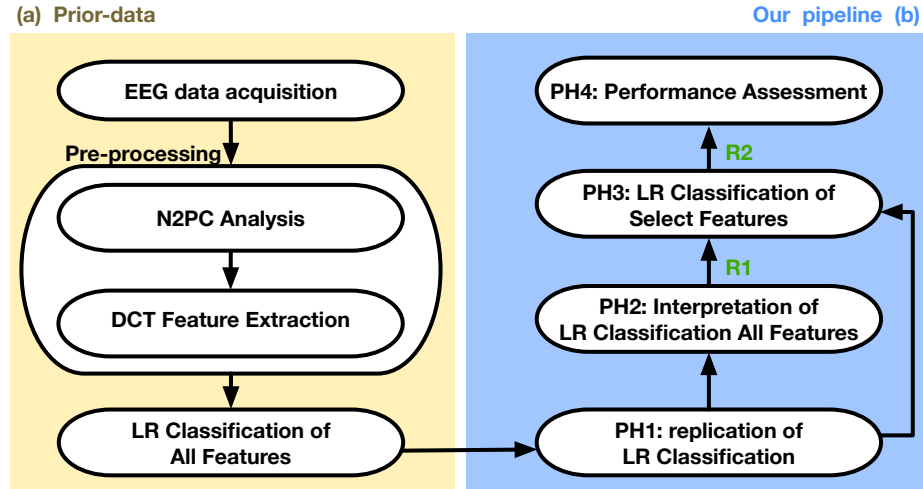 (a) Prior-data
EEG data acquisition
Pre-processing
N2PC Analysis
DCT Feature Extraction
LR Classification of
All Features
Our pipeline (b)
PH4: Performance Assessment
R2
PH3: LR Classification of
Select Features
R1
PH2: Interpretation of
LR Classification All Features
PH1: replication of
LR Classification